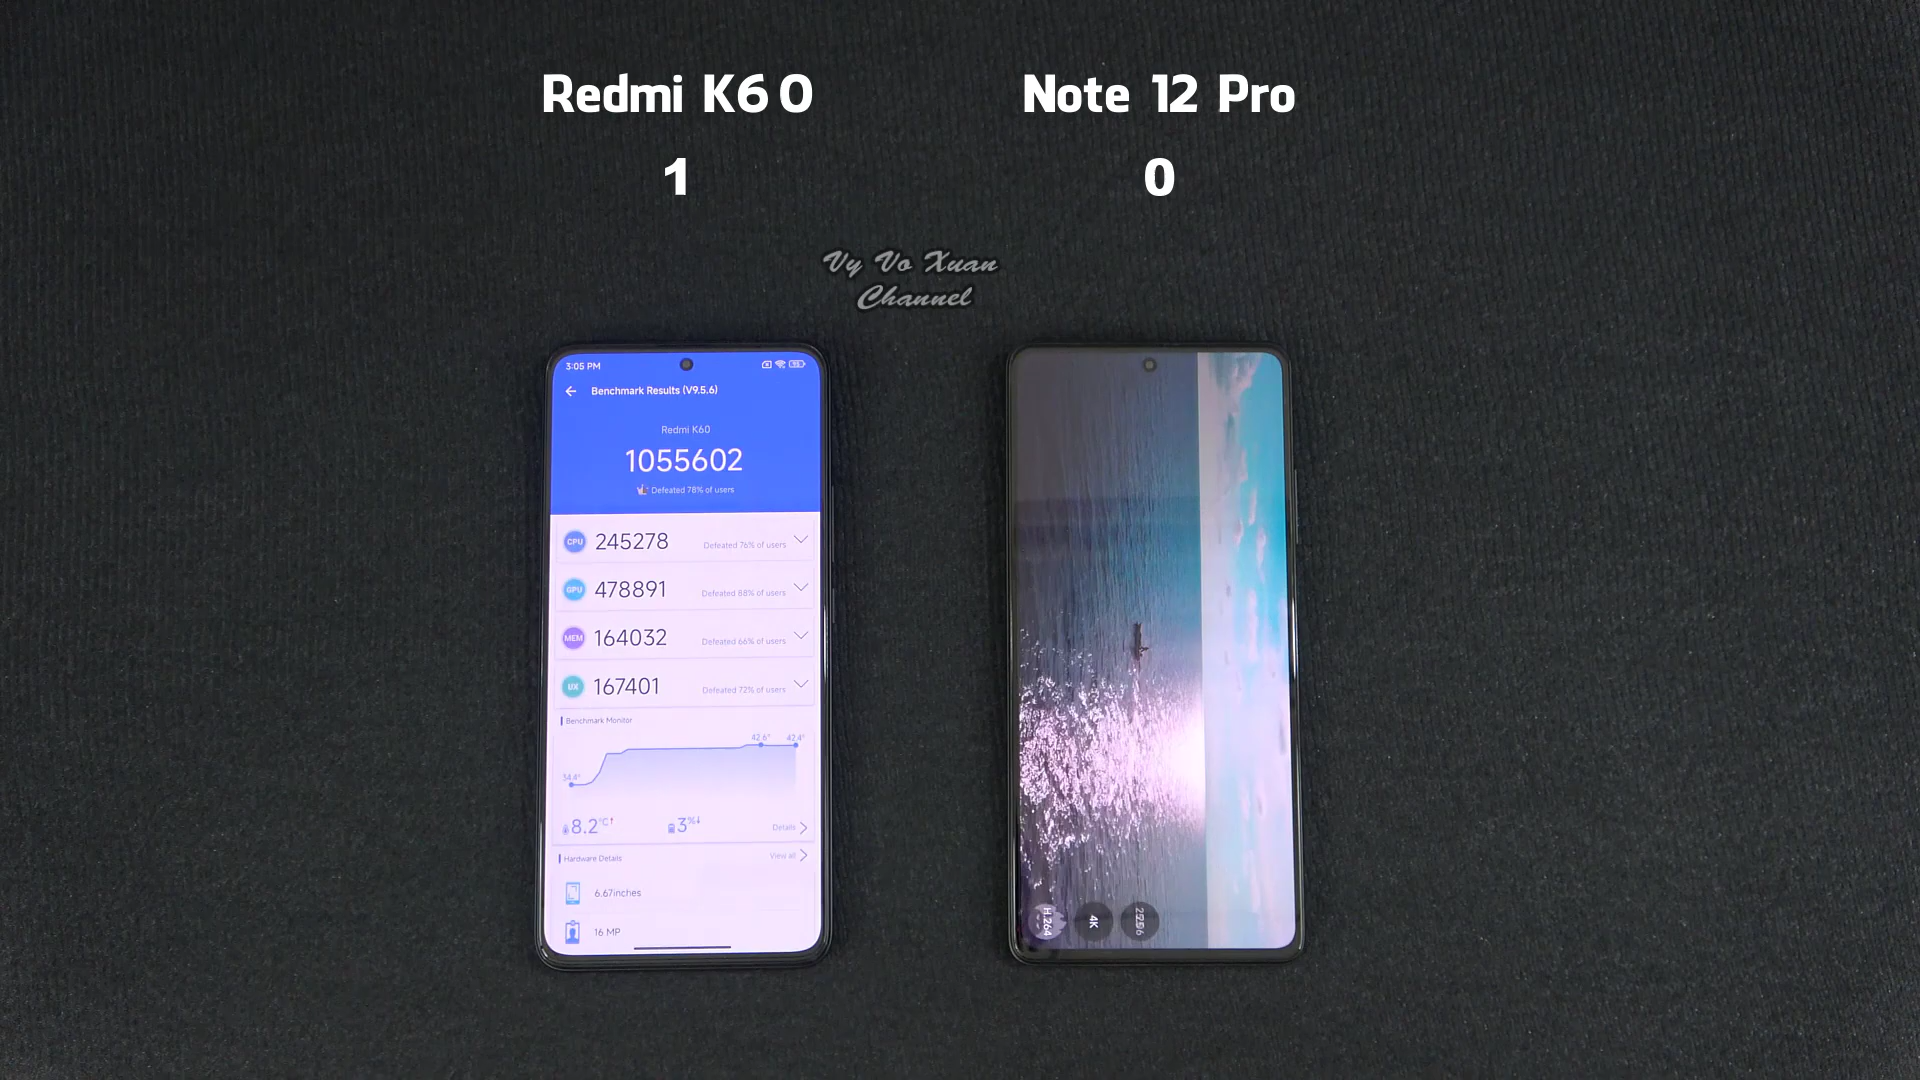 Redmi K60
Note 12 Pro
1
0
Vy Vo Xuan
Channel
3:05 PM
Benchmark Results (V9.5.6)
Redmi K60
1055602
Defeated 78% of users
CPU 245278 Defeated 76% of users
GPU 478891 Defeated 88% of users
MEM 164032 Defeated 66% of users
UX 167401 Defeated 72% of users
Benchmark Monitor
42.6° 42.4°
8.2°C↑ 3%↓ Details
Hardware Details View all
6.67inches
16 MP
H.264 4K